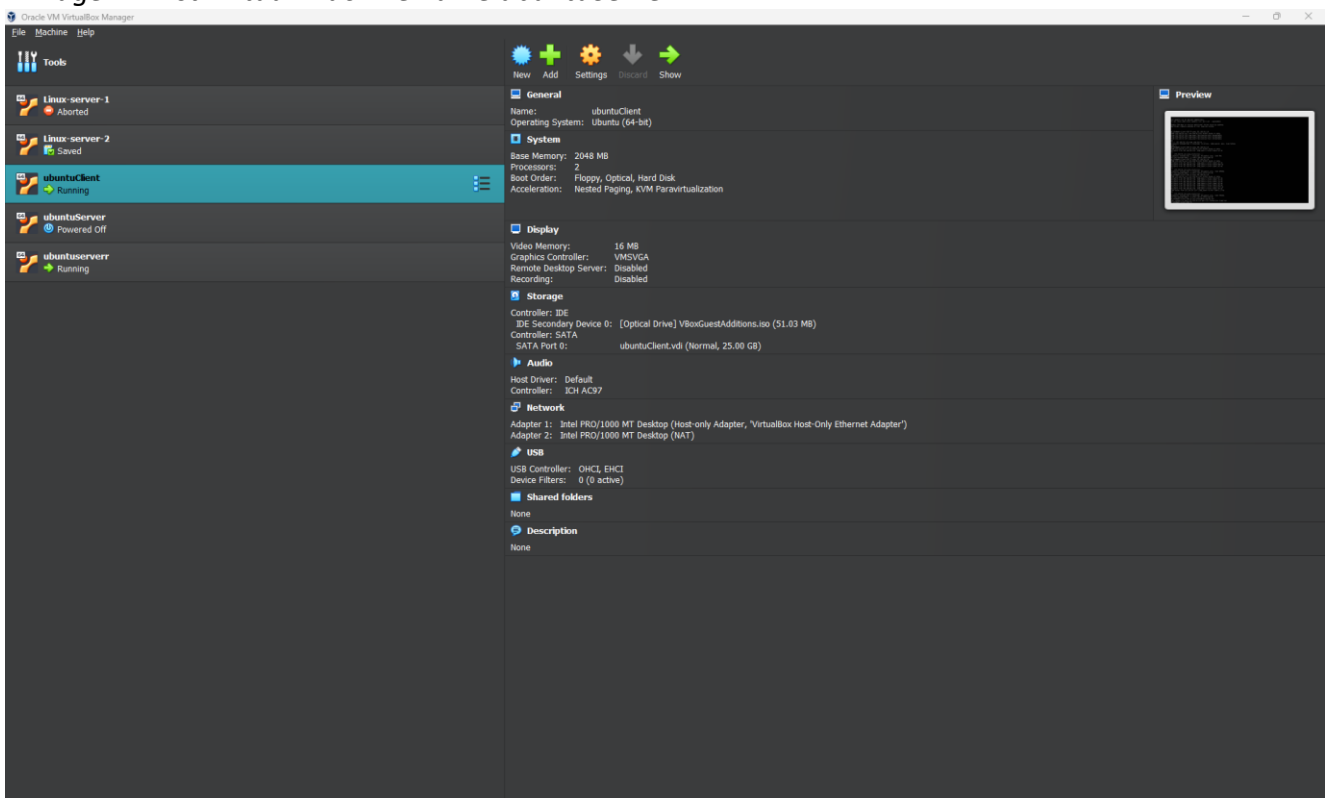 Oracle VM VirtualBox Manager
File Machine Help
Tools
New Add Settings Discard Show
Linux-server-1
Aborted
Linux-server-2
Saved
ubuntuClient
Running
ubuntuServer
Powered Off
ubuntuserverr
Running
General
Name: ubuntuClient
Operating System: Ubuntu (64-bit)
Preview
System
Base Memory: 2048 MB
Processors: 2
Boot Order: Floppy, Optical, Hard Disk
Acceleration: Nested Paging, KVM Paravirtualization
Display
Video Memory: 16 MB
Graphics Controller: VMSVGA
Remote Desktop Server: Disabled
Recording: Disabled
Storage
Controller: IDE
IDE Secondary Device 0: [Optical Drive] VBoxGuestAdditions.iso (51.03 MB)
Controller: SATA
SATA Port 0: ubuntuClient.vdi (Normal, 25.00 GB)
Audio
Host Driver: Default
Controller: ICH AC97
Network
Adapter 1: Intel PRO/1000 MT Desktop (Host-only Adapter, 'VirtualBox Host-Only Ethernet Adapter')
Adapter 2: Intel PRO/1000 MT Desktop (NAT)
USB
USB Controller: OHCI, EHCI
Device Filters: 0 (0 active)
Shared folders
None
Description
None